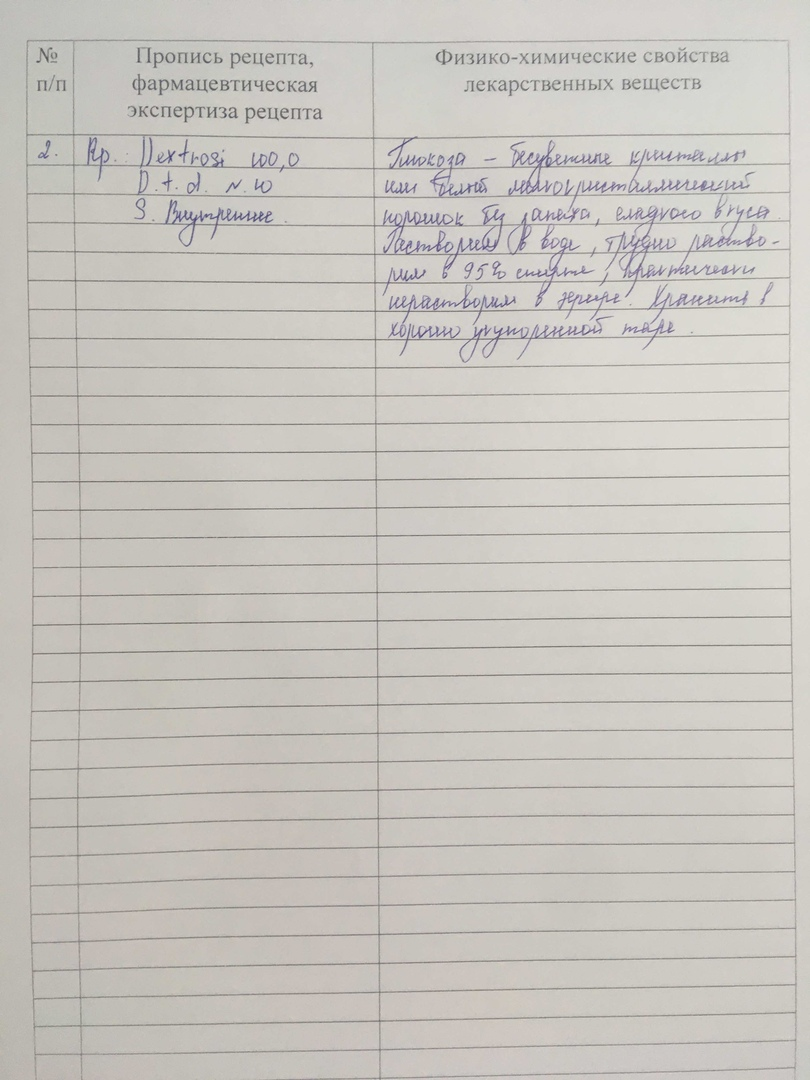 № п/п
Пропись рецепта, фармацевтическая экспертиза рецепта
Физико-химические свойства лекарственных веществ
2.
Rp.: Dextrosi 100,0
D.t.d. N. 10
S. Внутреннее.
Глюкоза – бесцветные кристаллы
или белый мелкокристаллический
порошок без запаха, сладкого вкуса.
Растворим в воде, трудно раство-
рим в 95% спирте, практически
нерастворим в эфире. Хранить в
хорошо укупоренной таре.